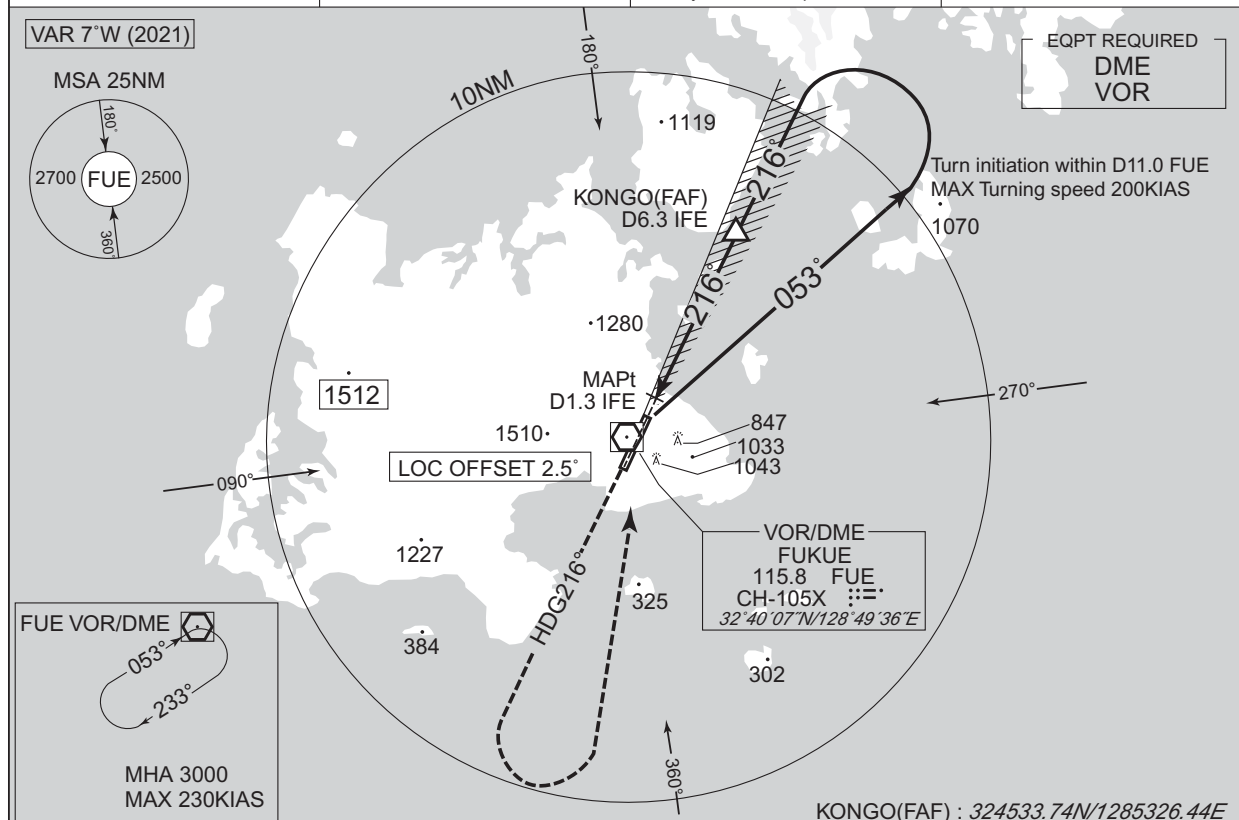 VAR 7°W (2021)
MSA 25NM
180°
2700
FUE
2500
360°
180°
10NM
EQPT REQUIRED
DME
VOR
1119
216°
Turn initiation within D11.0 FUE
MAX Turning speed 200KIAS
1070
KONGO(FAF)
D6.3 IFE
216°
053°
1280
1512
MAPt
D1.3 IFE
270°
1510
LOC OFFSET 2.5°
847
1033
1043
090°
VOR/DME
FUKUE
115.8 FUE
CH-105X
32°40′07″N/128°49′36″E
1227
HDG216°
325
384
302
FUE VOR/DME
053°
233°
MHA 3000
MAX 230KIAS
360°
KONGO(FAF) : 324533.74N/1285326.44E